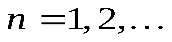 n = 1, 2, ...